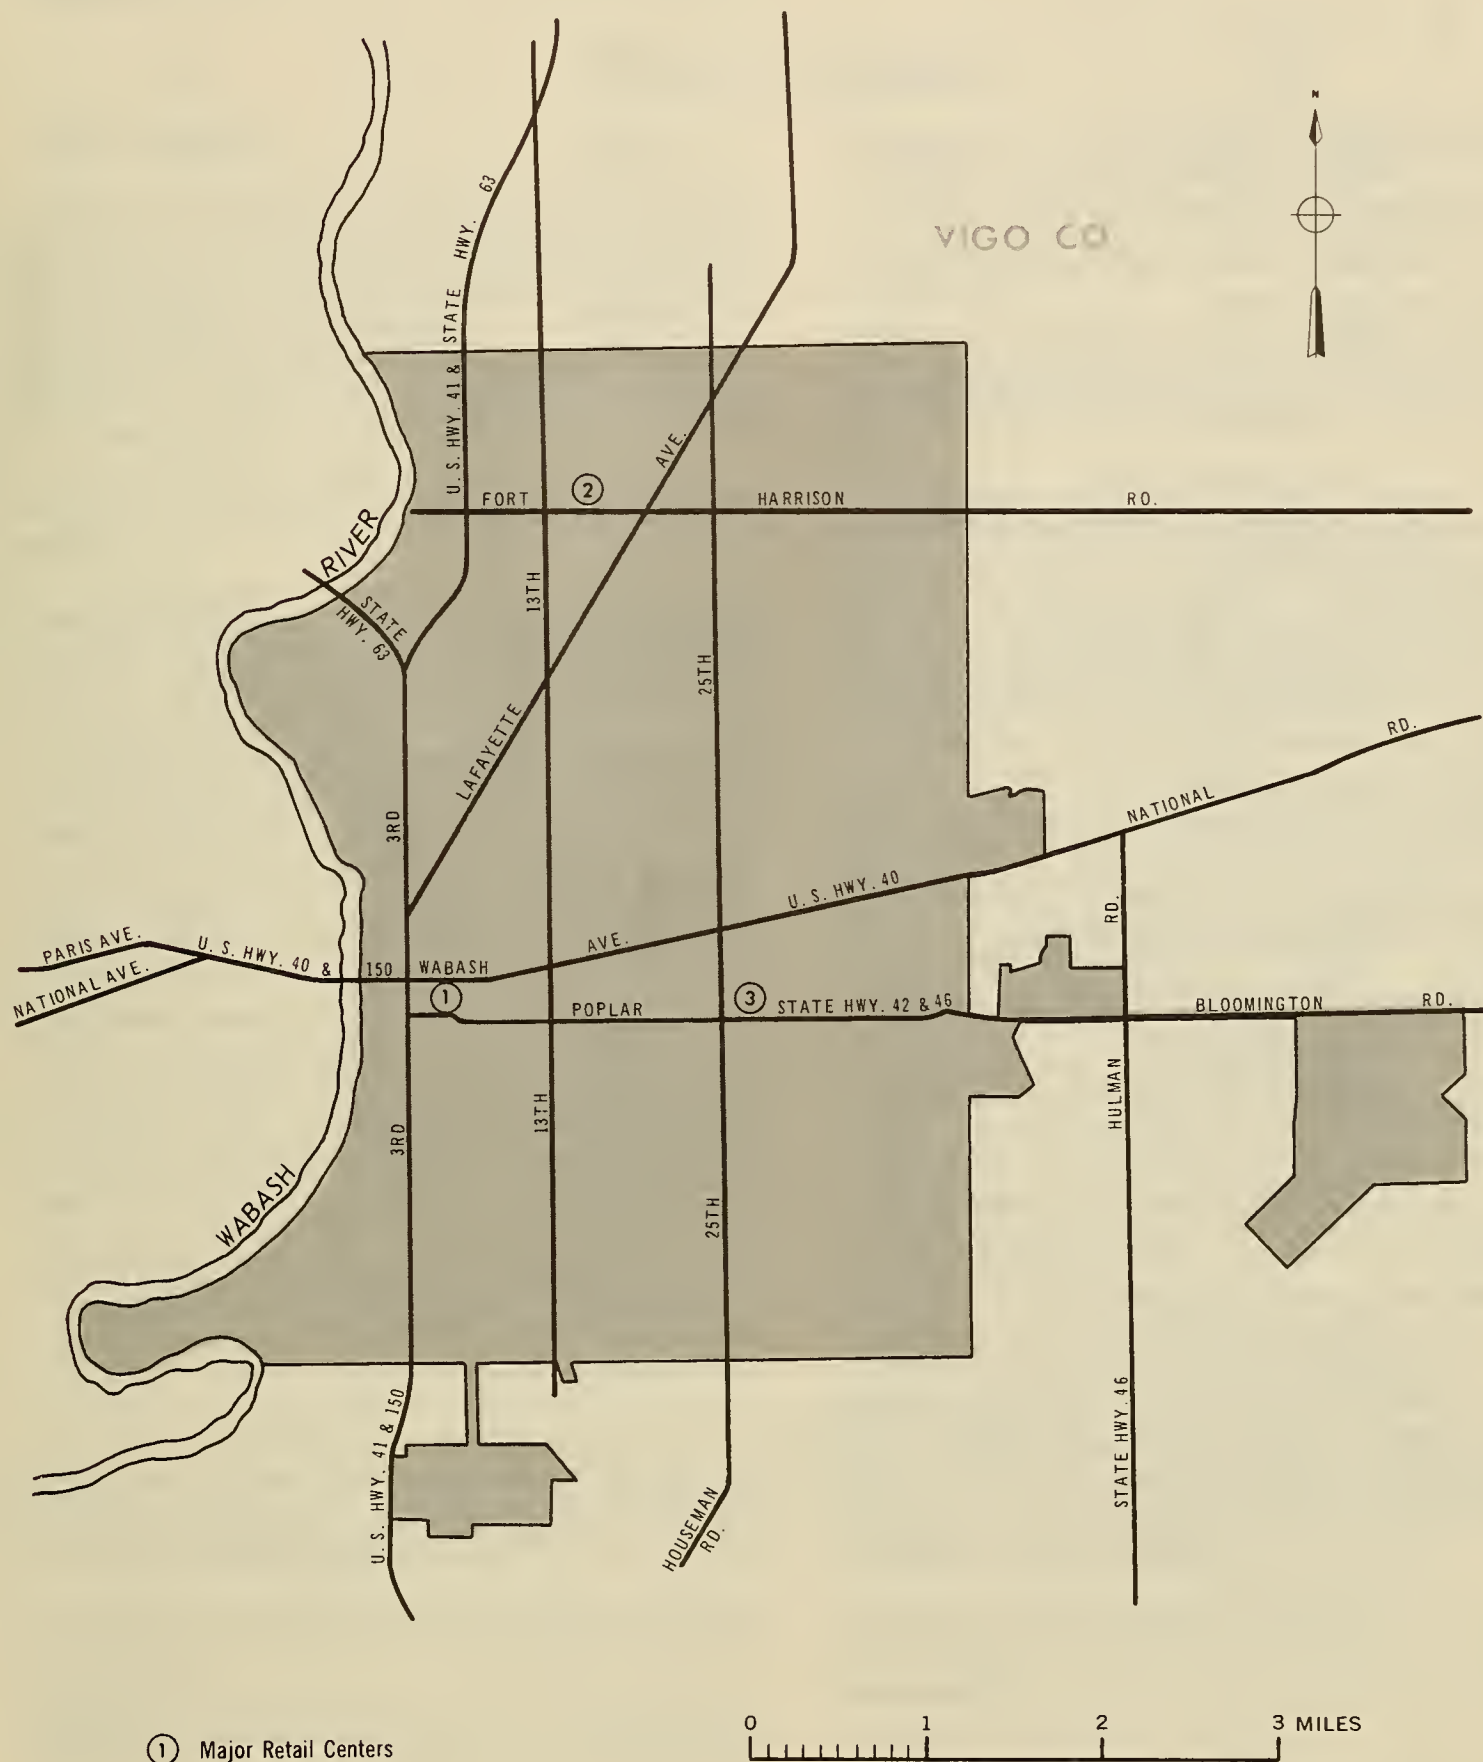 N
VIGO CO.
U. S. HWY. 41 & STATE HWY. 63
FORT
2
HARRISON
RO.
AVE.
RIVER
STATE
HWY. 63
13TH
25TH
LAFAYETTE
3RD
NATIONAL
RD.
U. S. HWY. 40
RD.
PARIS AVE.
NATIONAL AVE.
U. S. HWY. 40 & 150
WABASH
AVE.
1
POPLAR
3
STATE HWY. 42 & 46
BLOOMINGTON
RD.
3RD
13TH
25TH
HULMAN
WABASH
U. S. HWY. 41 & 150
HOUSEMAN
RD.
STATE HWY. 46
0 1 2 3 MILES
1 Major Retail Centers